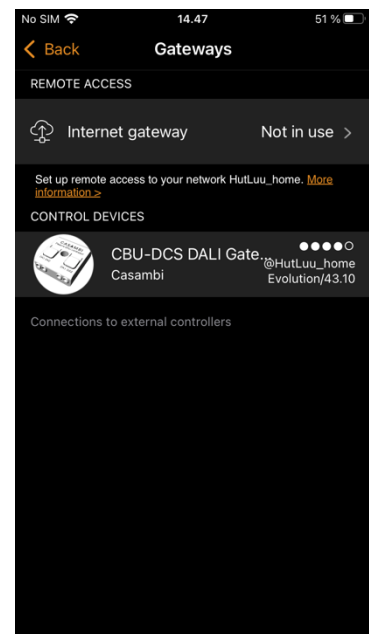 No SIM 14.47 51 %
Back Gateways
REMOTE ACCESS
Internet gateway Not in use >
Set up remote access to your network HutLuu_home. More
information >
CONTROL DEVICES
CASAMBI
CBU-DCS DALI Gate...
@HutLuu_home
Casambi
Evolution/43.10
Connections to external controllers